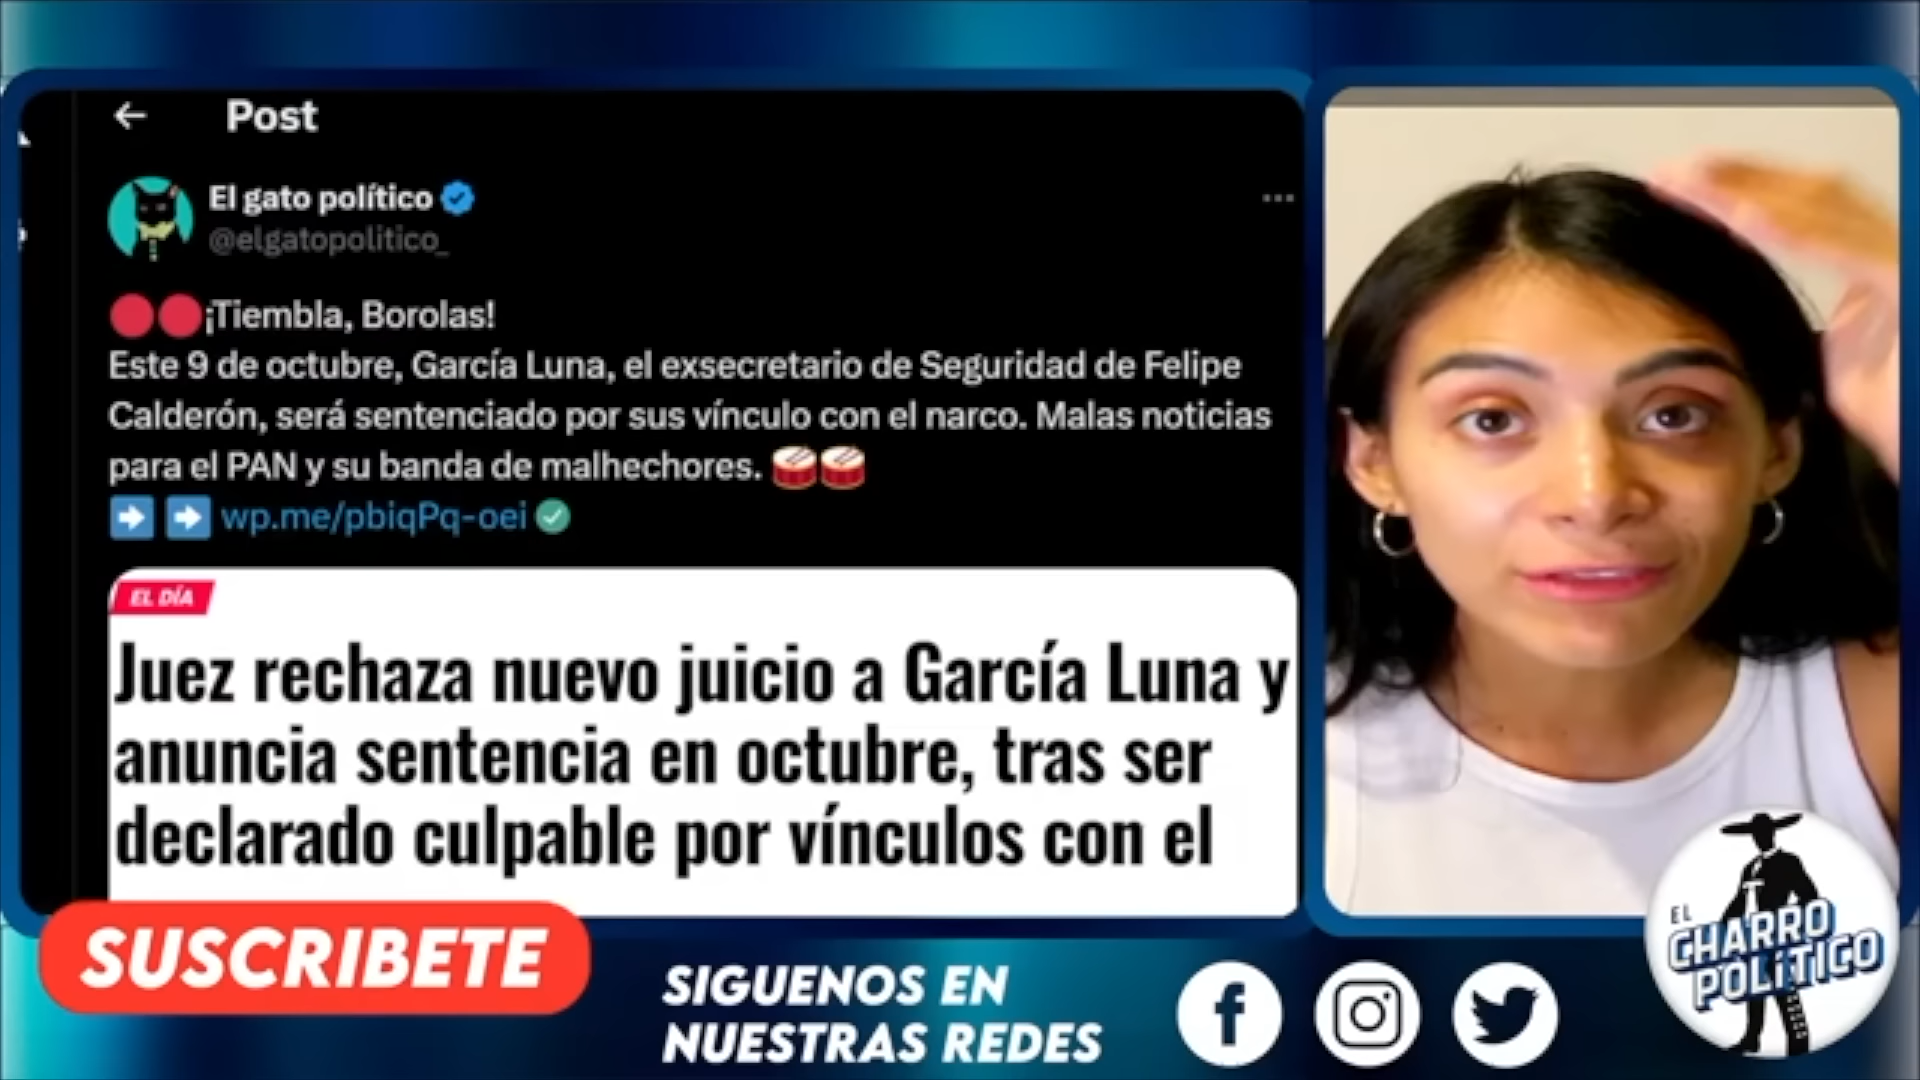 Post
El gato político
@elgatopolitico_
¡Tiembla, Borolas!
Este 9 de octubre, García Luna, el exsecretario de Seguridad de Felipe
Calderón, será sentenciado por sus vínculo con el narco. Malas noticias
para el PAN y su banda de malhechores.
wp.me/pbiqPq-oei
EL DÍA
Juez rechaza nuevo juicio a García Luna y
anuncia sentencia en octubre, tras ser
declarado culpable por vínculos con el
SUSCRIBETE
SIGUENOS EN
NUESTRAS REDES
EL
CHARRO
POLÍTICO